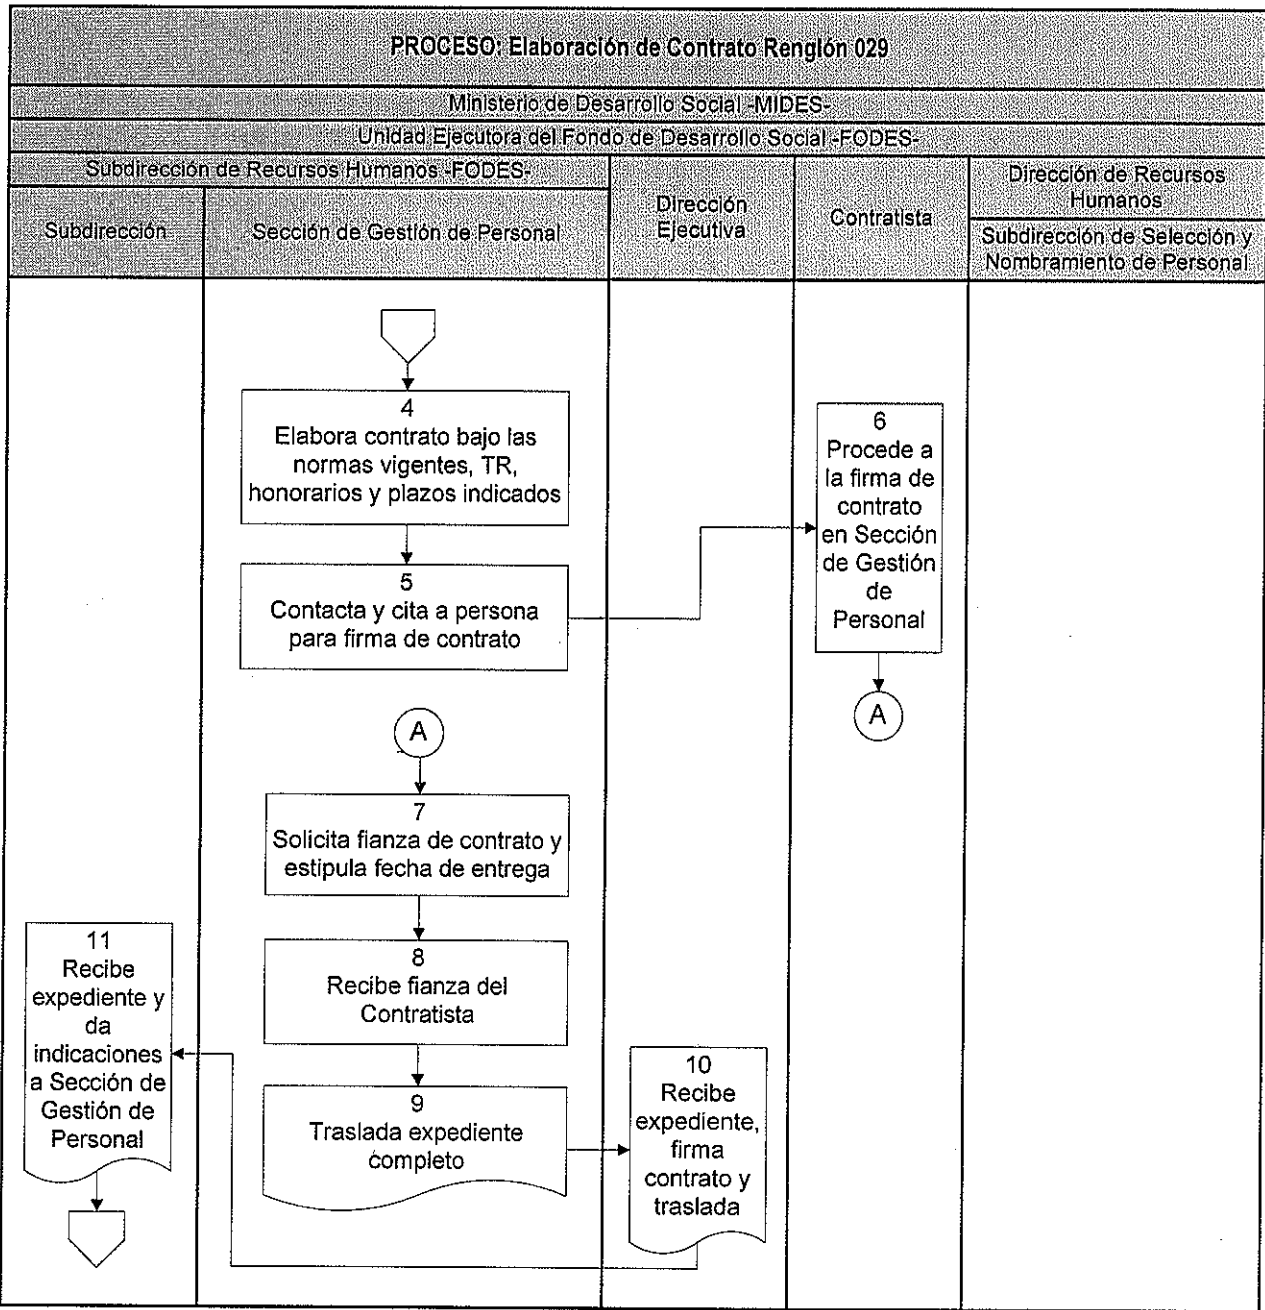 PROCESO: Elaboración de Contrato Renglón 029
Ministerio de Desarrollo Social -MIDES-
Unidad Ejecutora del Fondo de Desarrollo Social -FODES-
Subdirección de Recursos Humanos -FODES-
Subdirección
Sección de Gestión de Personal
Dirección
Ejecutiva
Contratista
Dirección de Recursos
Humanos
Subdirección de Selección y
Nombramiento de Personal
4
Elabora contrato bajo las
normas vigentes, TR,
honorarios y plazos indicados
5
Contacta y cita a persona
para firma de contrato
6
Procede a
la firma de
contrato
en Sección
de Gestión
de
Personal
A
A
7
Solicita fianza de contrato y
estipula fecha de entrega
8
Recibe fianza del
Contratista
9
Traslada expediente
completo
10
Recibe
expediente,
firma
contrato y
traslada
11
Recibe
expediente y
da
indicaciones
a Sección de
Gestión de
Personal